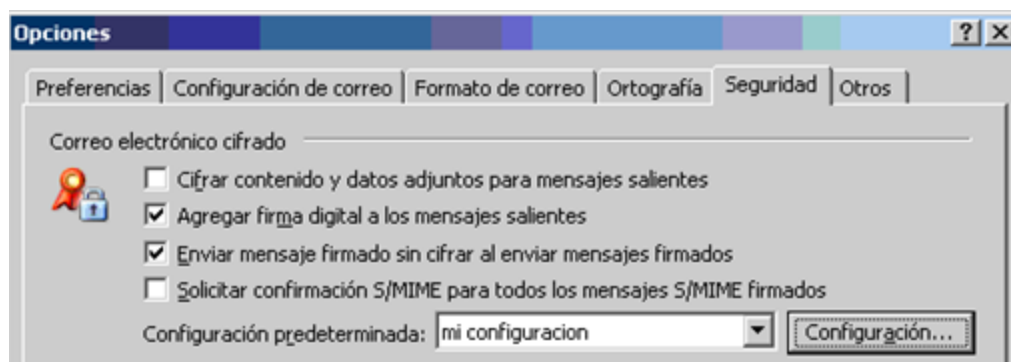 Opciones
Preferencias Configuración de correo Formato de correo Ortografía Seguridad Otros
Correo electrónico cifrado
Cifrar contenido y datos adjuntos para mensajes salientes
Agregar firma digital a los mensajes salientes
Enviar mensaje firmado sin cifrar al enviar mensajes firmados
Solicitar confirmación S/MIME para todos los mensajes S/MIME firmados
Configuración predeterminada: mi configuracion Configuración...